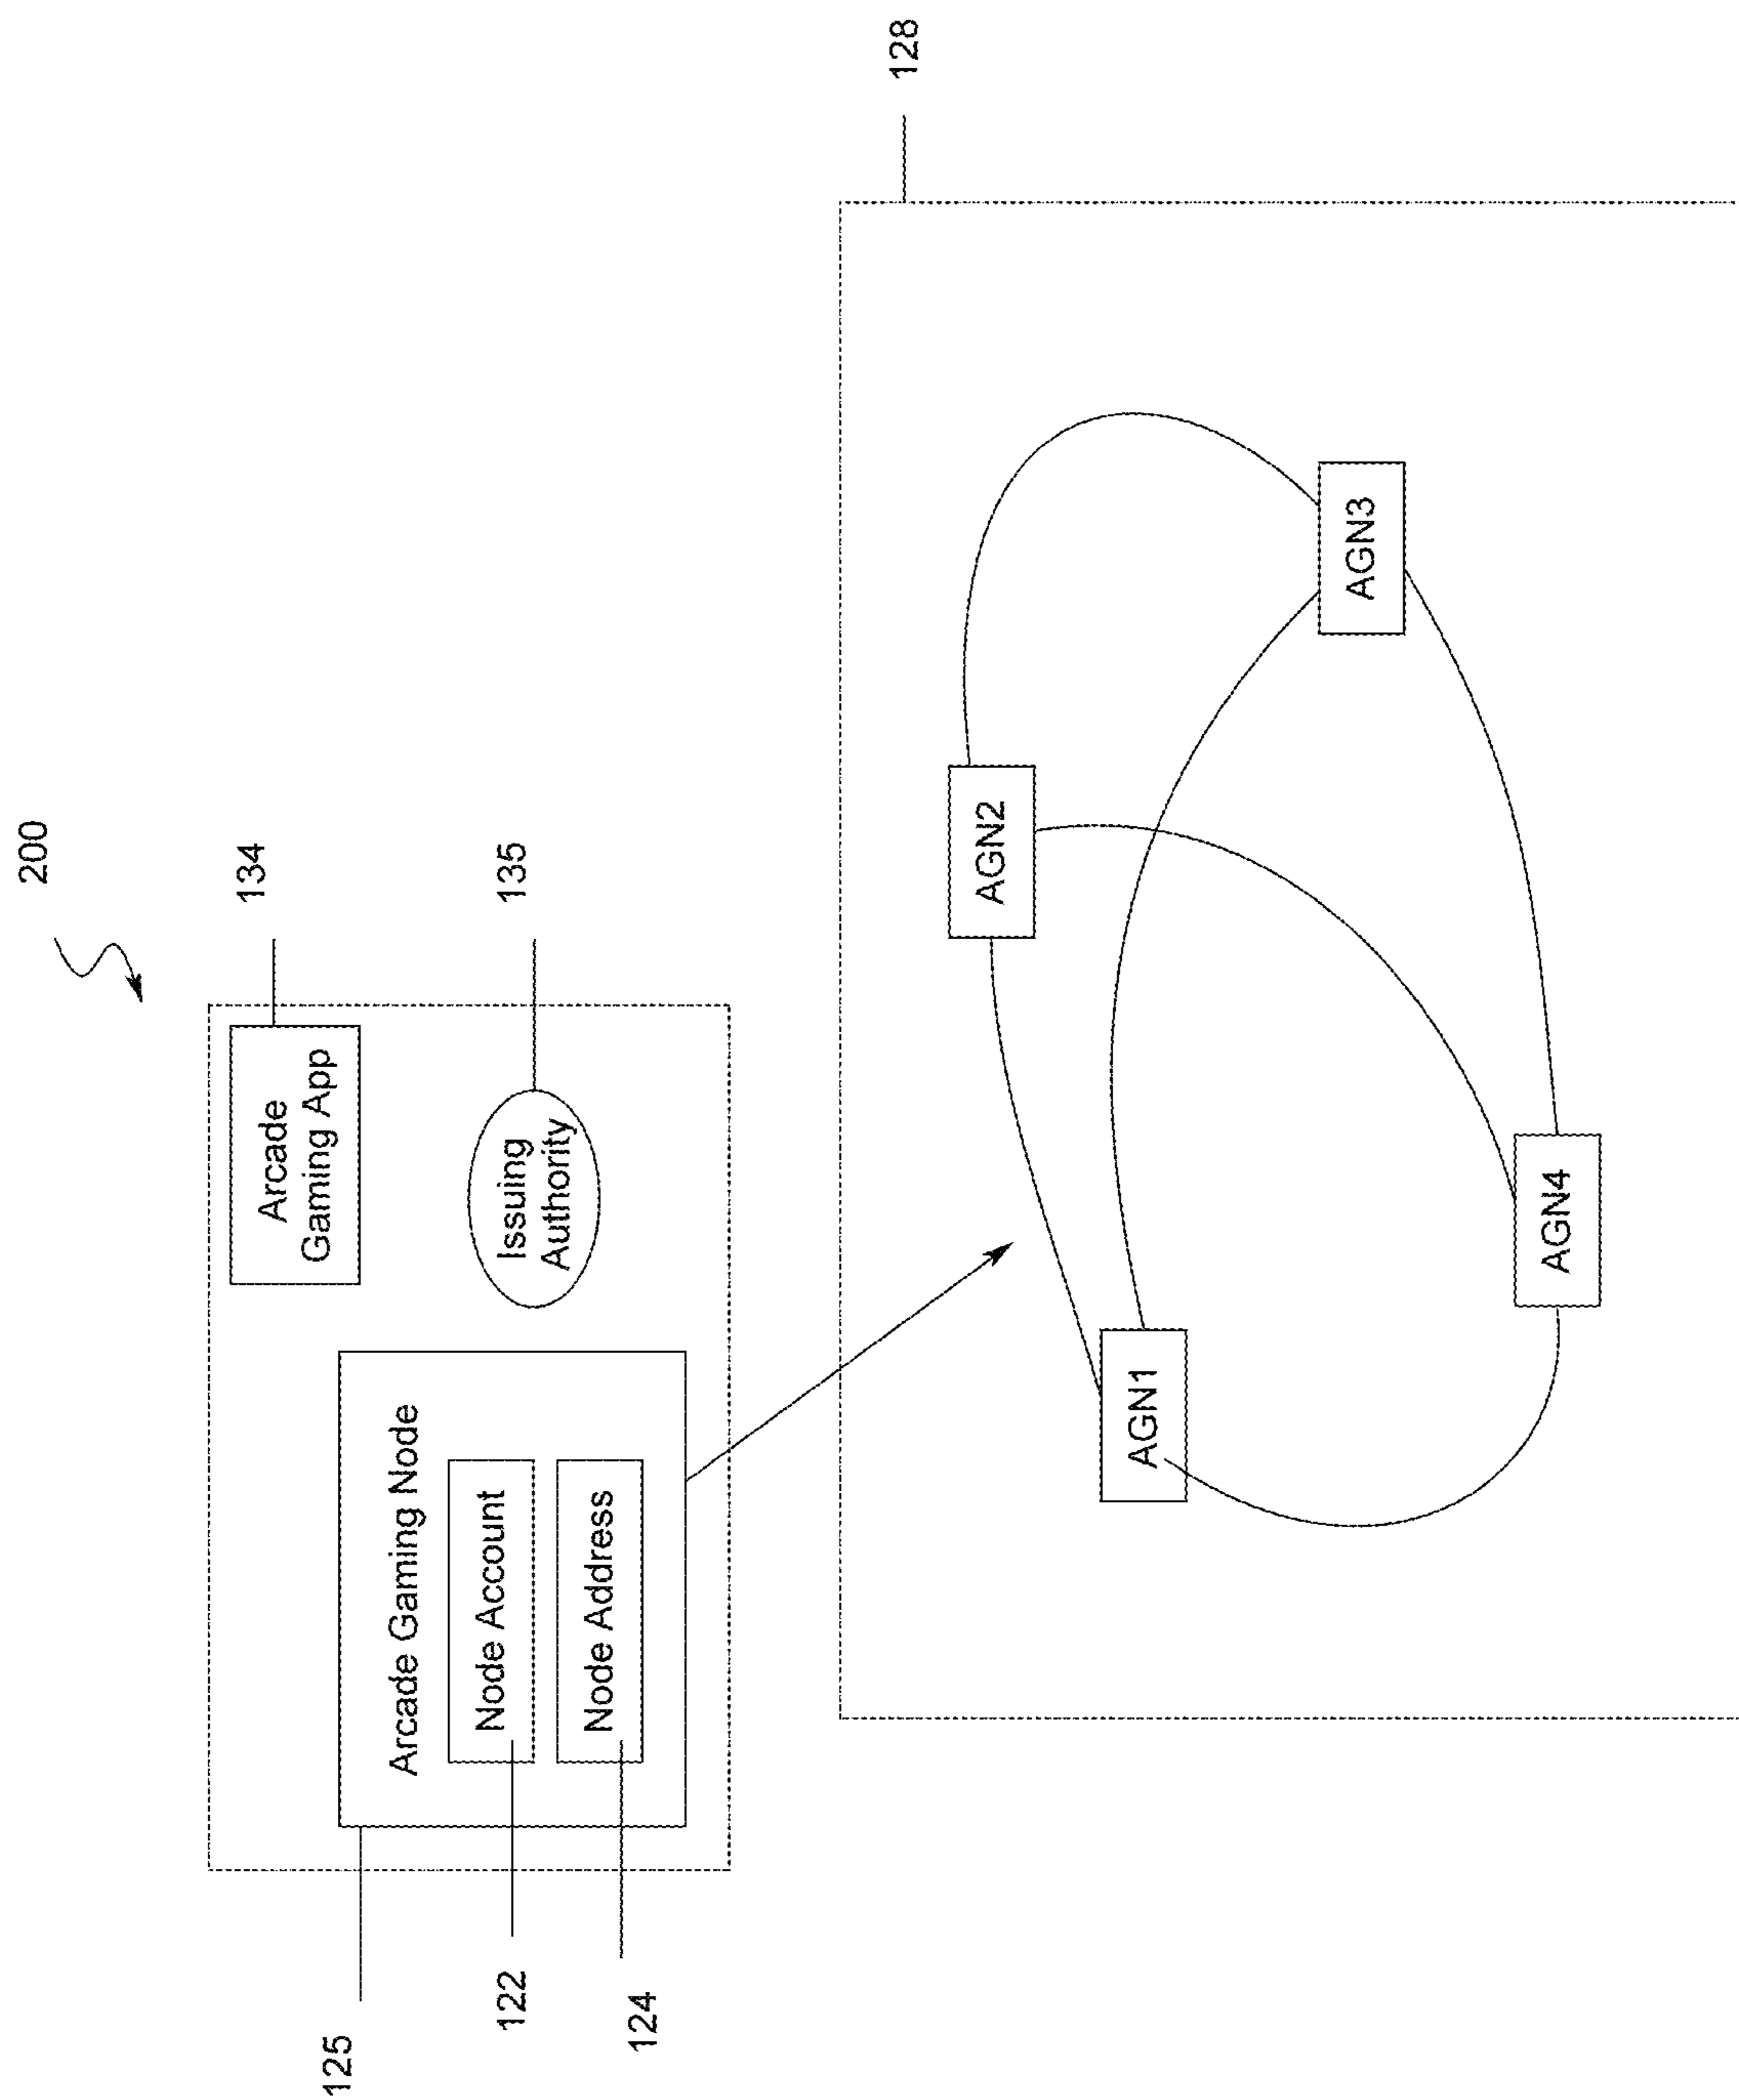 200
125
Arcade Gaming Node
122
Node Account
124
Node Address
134
Arcade
Gaming App
135
Issuing
Authority
128
AGN1
AGN2
AGN3
AGN4